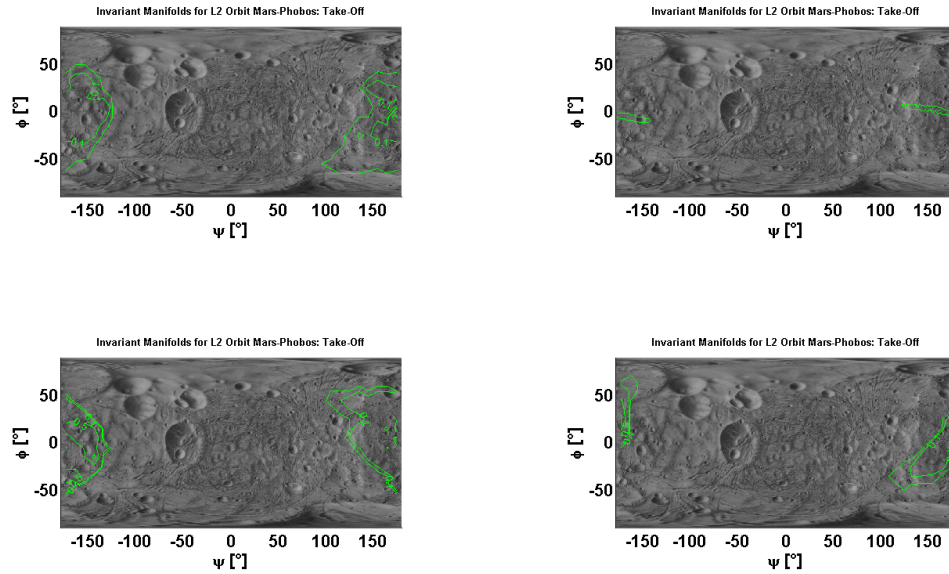 Invariant Manifolds for L2 Orbit Mars-Phobos: Take-Off
Invariant Manifolds for L2 Orbit Mars-Phobos: Take-Off
50
0
-50
ϕ [°]
-150 -100 -50 0 50 100 150
Ψ [°]
50
0
-50
ϕ [°]
-150 -100 -50 0 50 100 150
Ψ [°]
Invariant Manifolds for L2 Orbit Mars-Phobos: Take-Off
Invariant Manifolds for L2 Orbit Mars-Phobos: Take-Off
50
0
-50
ϕ [°]
-150 -100 -50 0 50 100 150
Ψ [°]
50
0
-50
ϕ [°]
-150 -100 -50 0 50 100 150
Ψ [°]